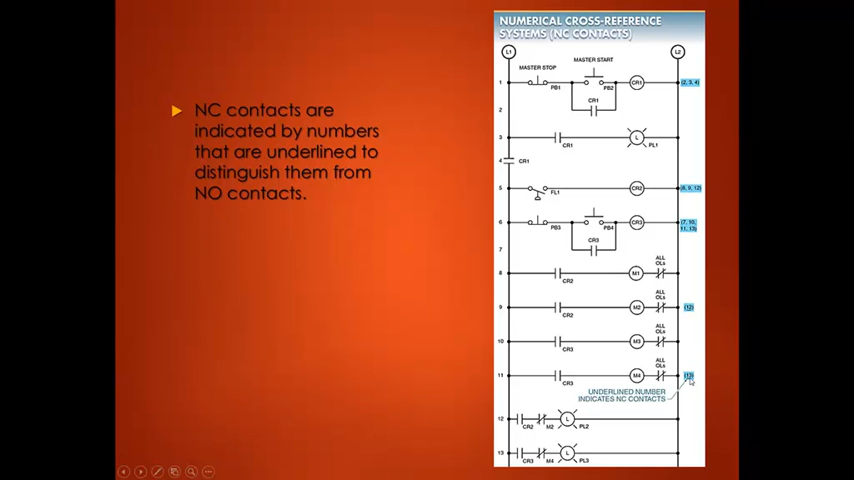 NC contacts are
indicated by numbers
that are underlined to
distinguish them from
NO contacts.
NUMERICAL CROSS-REFERENCE
SYSTEMS (NC CONTACTS)
L1 L2
MASTER STOP MASTER START
1 PB1 PB2 CR1 (2, 3, 4)
2 CR1
3 CR1 L PL1
4 CR1
5 FL1 CR2 (8, 9, 12)
6 PB3 PB4 CR3 (7, 10,
11, 13)
7 CR3
ALL
OLs
8 CR2 M1
ALL
OLs
9 CR2 M2 (12)
ALL
OLs
10 CR3 M3
ALL
OLs
11 CR3 M4 (13)
UNDERLINED NUMBER
INDICATES NC CONTACTS
12 CR2 M2 L PL2
13 CR3 M4 L PL3